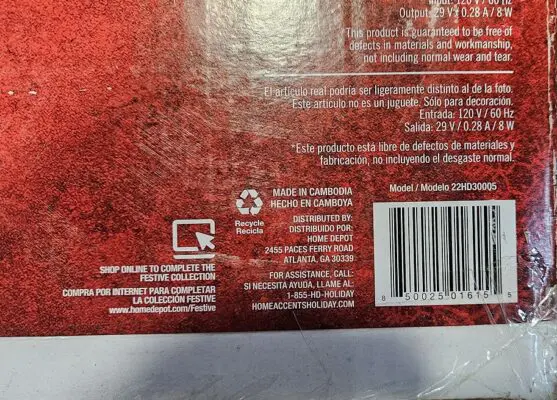 Input: 120 V / 60 Hz
Output: 29 V / 0.28 A / 8 W
This product is guaranteed to be free of
defects in materials and workmanship,
not including normal wear and tear.
El artículo real podría ser ligeramente distinto al de la foto.
Este artículo no es un juguete. Sólo para decoración.
Entrada: 120 V / 60 Hz
Salida: 29 V / 0.28 A / 8 W
*Este producto está libre de defectos de materiales y
fabricación, no incluyendo el desgaste normal.
Recycle
Recicla
MADE IN CAMBODIA
HECHO EN CAMBOYA
DISTRIBUTED BY:
DISTRIBUIDO POR:
HOME DEPOT
2455 PACES FERRY ROAD
ATLANTA, GA 30339
FOR ASSISTANCE, CALL:
SI NECESITA AYUDA, LLAME AL:
1-855-HD-HOLIDAY
HOMEACCENTSHOLIDAY.COM
SHOP ONLINE TO COMPLETE THE
FESTIVE COLLECTION
COMPRA POR INTERNET PARA COMPLETAR
LA COLECCIÓN FESTIVE
www.homedepot.com/Festive
Model / Modelo 22HD30005
8 50025 01615 5